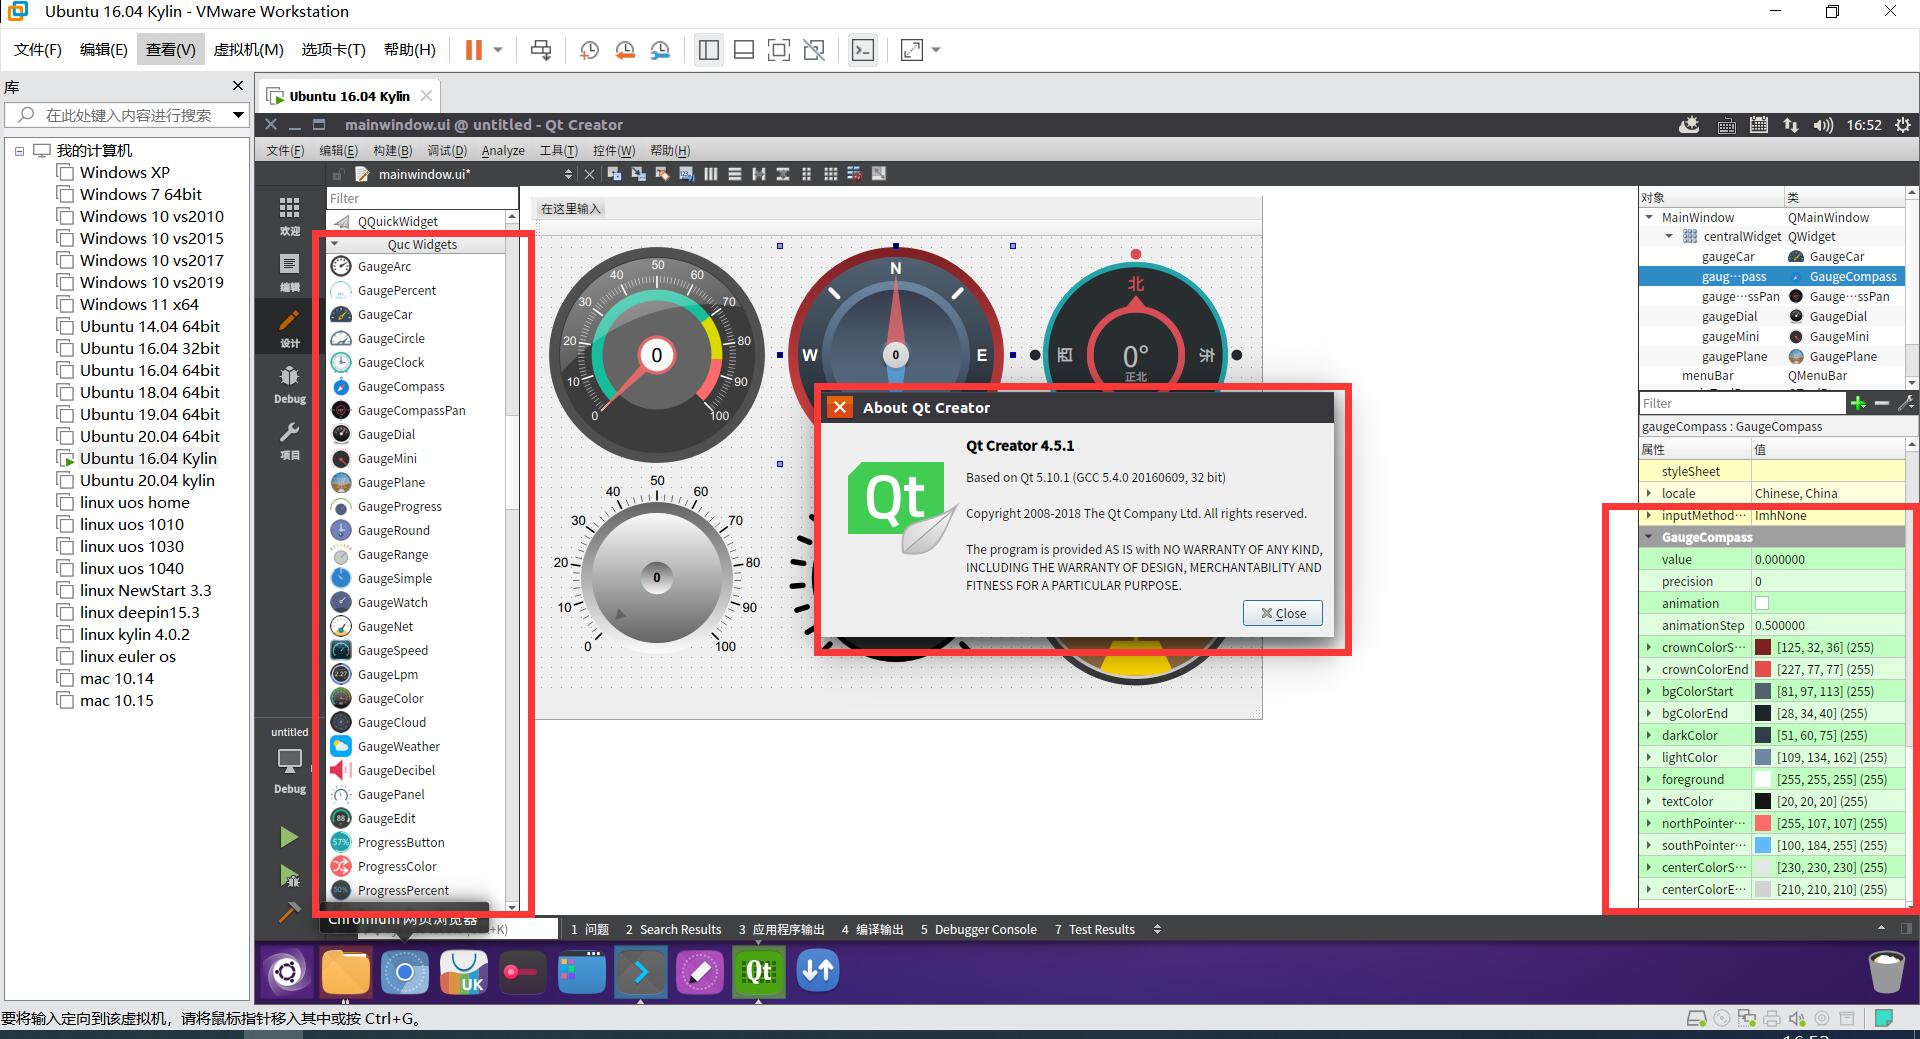 Ubuntu 16.04 Kylin - VMware Workstation
文件(F) 编辑(E) 查看(V) 虚拟机(M) 选项卡(T) 帮助(H)
库
在此处键入内容进行搜索
我的计算机
Windows XP
Windows 7 64bit
Windows 10 vs2010
Windows 10 vs2015
Windows 10 vs2017
Windows 10 vs2019
Windows 11 x64
Ubuntu 14.04 64bit
Ubuntu 16.04 32bit
Ubuntu 16.04 64bit
Ubuntu 18.04 64bit
Ubuntu 19.04 64bit
Ubuntu 20.04 64bit
Ubuntu 16.04 Kylin
Ubuntu 20.04 kylin
linux uos home
linux uos 1010
linux uos 1030
linux uos 1040
linux NewStart 3.3
linux deepin15.3
linux kylin 4.0.2
linux euler os
mac 10.14
mac 10.15
Ubuntu 16.04 Kylin
mainwindow.ui @ untitled - Qt Creator
16:52
文件(F) 编辑(E) 构建(B) 调试(D) Analyze 工具(T) 控件(W) 帮助(H)
mainwindow.ui*
欢迎
编辑
设计
Debug
项目
untitled
Debug
Filter
QQuickWidget
Quc Widgets
GaugeArc
GaugePercent
GaugeCar
GaugeCircle
GaugeClock
GaugeCompass
GaugeCompassPan
GaugeDial
GaugeMini
GaugePlane
GaugeProgress
GaugeRound
GaugeRange
GaugeSimple
GaugeWatch
GaugeNet
GaugeSpeed
GaugeLpm
GaugeColor
GaugeCloud
GaugeWeather
GaugeDecibel
GaugePanel
GaugeEdit
ProgressButton
ProgressColor
ProgressPercent
在这里输入
0 10 20 30 40 50 60 70 80 90 100
0
N
W
E
0
北
西
东
0°
正北
0 10 20 30 40 50 60 70 80 90 100
0
About Qt Creator
Qt Creator 4.5.1
Based on Qt 5.10.1 (GCC 5.4.0 20160609, 32 bit)
Copyright 2008-2018 The Qt Company Ltd. All rights reserved.
The program is provided AS IS with NO WARRANTY OF ANY KIND,
INCLUDING THE WARRANTY OF DESIGN, MERCHANTABILITY AND
FITNESS FOR A PARTICULAR PURPOSE.
Qt
Close
对象 类
MainWindow QMainWindow
centralWidget QWidget
gaugeCar GaugeCar
gaug···pass GaugeCompass
gauge···ssPan Gauge···ssPan
gaugeDial GaugeDial
gaugeMini GaugeMini
gaugePlane GaugePlane
menuBar QMenuBar
Filter
gaugeCompass : GaugeCompass
属性 值
styleSheet
locale Chinese, China
inputMethod··· ImhNone
GaugeCompass
value 0.000000
precision 0
animation
animationStep 0.500000
crownColorS··· [125, 32, 36] (255)
crownColorEnd [227, 77, 77] (255)
bgColorStart [81, 97, 113] (255)
bgColorEnd [28, 34, 40] (255)
darkColor [51, 60, 75] (255)
lightColor [109, 134, 162] (255)
foreground [255, 255, 255] (255)
textColor [20, 20, 20] (255)
northPointer··· [255, 107, 107] (255)
southPointer··· [100, 184, 255] (255)
centerColorS··· [230, 230, 230] (255)
centerColorE··· [210, 210, 210] (255)
Chromium 网页浏览器
+K)
1 问题 2 Search Results 3 应用程序输出 4 编译输出 5 Debugger Console 7 Test Results
UK
Qt
要将输入定向到该虚拟机，请将鼠标指针移入其中或按 Ctrl+G。